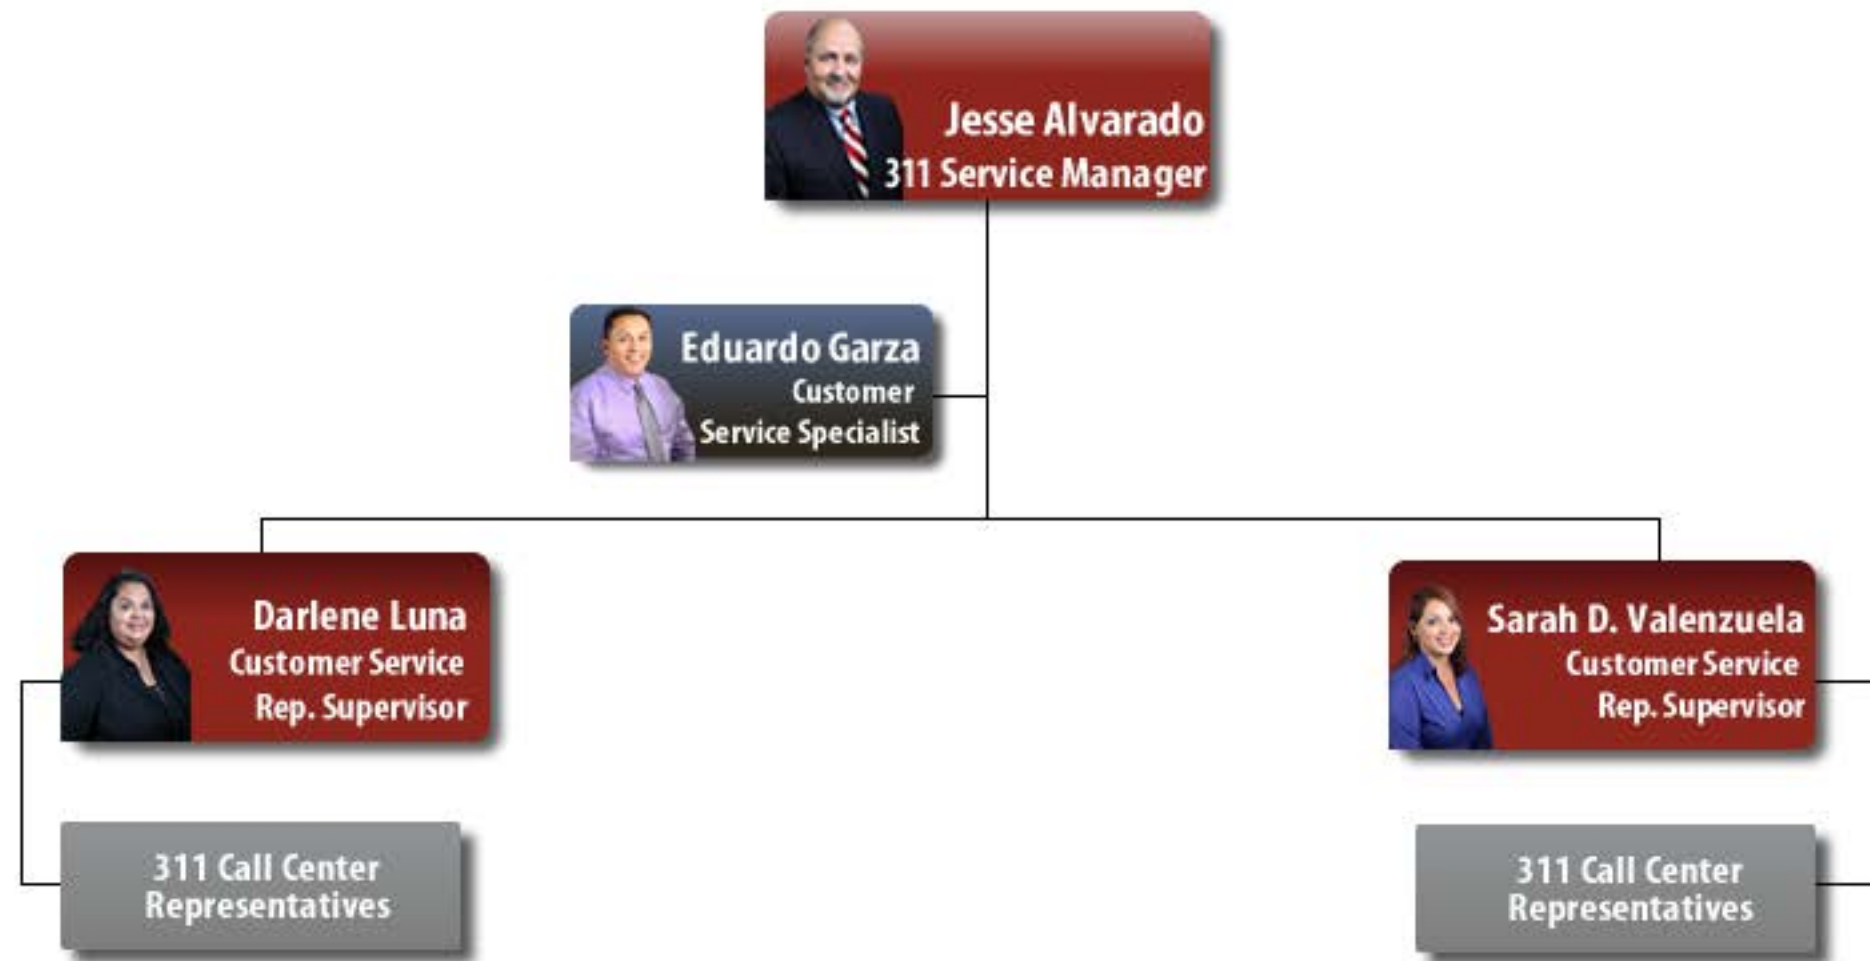 Jesse Alvarado
311 Service Manager
Eduardo Garza
Customer
Service Specialist
Darlene Luna
Customer Service
Rep. Supervisor
Sarah D. Valenzuela
Customer Service
Rep. Supervisor
311 Call Center
Representatives
311 Call Center
Representatives